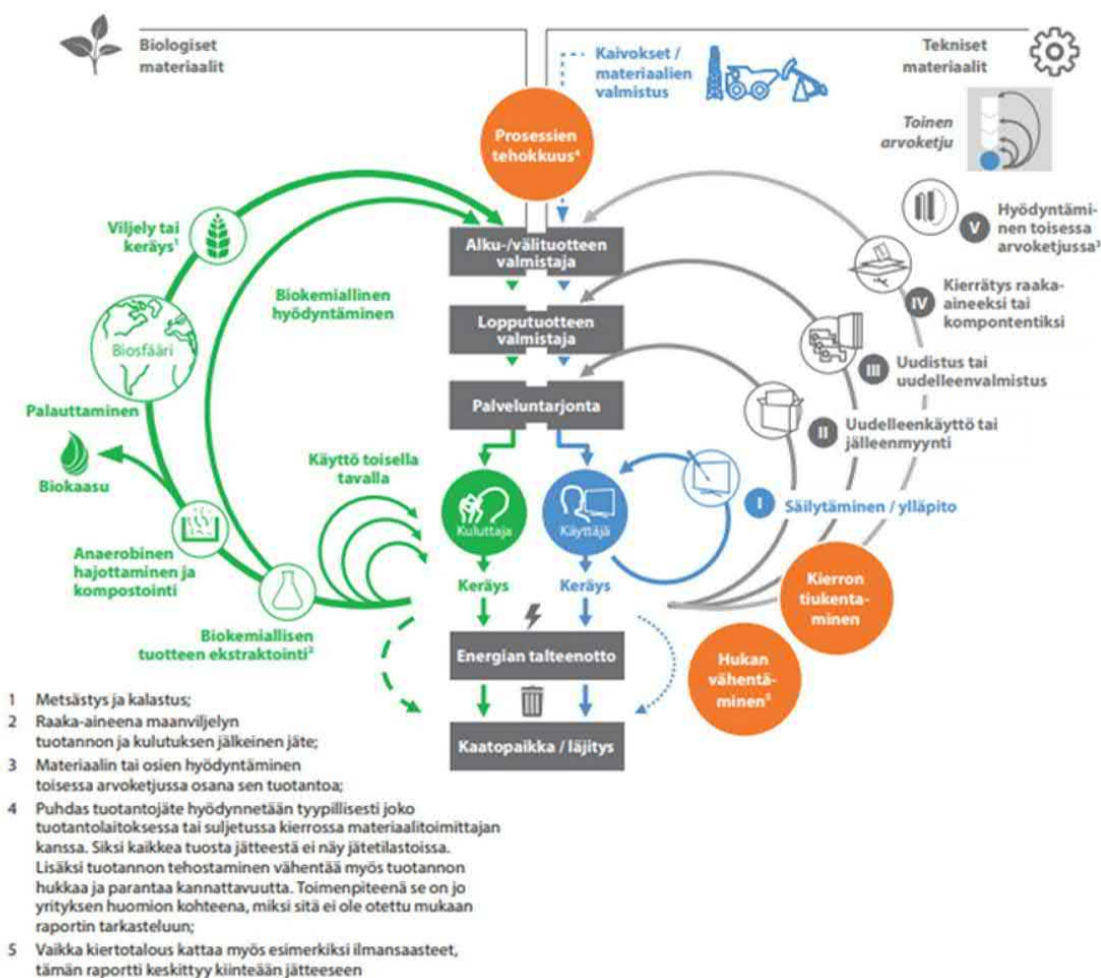 Biologiset
materiaalit
Kaivokset /
materiaalien
valmistus
Tekniset
materiaalit
Toinen
arvoketju
Prosessien
tehokkuus⁴
Viljely tai
keräys¹
Biokemiallinen
hyödyntäminen
Biosfääri
Palauttaminen
Biokaasu
Käyttö toisella
tavalla
Anaerobinen
hajottaminen ja
kompostointi
Biokemiallisen
tuotteen ekstraktointi²
Alku-/välituotteen
valmistaja
Lopputuotteen
valmistaja
Palveluntarjonta
Kuluttaja
Käyttäjä
Keräys
Keräys
Energian talteenotto
Kaatopaikka / läjitys
V Hyödyntämi-
nen toisessa
arvoketjussa³
IV Kierrätys raaka-
aineeksi tai
kompontentiksi
III Uudistus tai
uudelleenvalmistus
II Uudelleenkäyttö tai
jälleenmyynti
I Säilytäminen / ylläpito
Kierron
tiukenta-
minen
Hukan
vähentä-
minen⁵
1 Metsästys ja kalastus;
2 Raaka-aineena maanviljelyn
tuotannon ja kulutuksen jälkeinen jäte;
3 Materiaalin tai osien hyödyntäminen
toisessa arvoketjussa osana sen tuotantoa;
4 Puhdas tuotantojäte hyödynnetään tyypillisesti joko
tuotantolaitoksessa tai suljetussa kierrossa materiaalitoimittajan
kanssa. Siksi kaikkea tuosta jätteestä ei näy jätetilastoissa.
Lisäksi tuotannon tehostaminen vähentää myös tuotannon
hukkaa ja parantaa kannattavuutta. Toimenpiteenä se on jo
yrityksen huomion kohteena, miksi sitä ei ole otettu mukaan
raportin tarkasteluun;
5 Vaikka kiertotalous kattaa myös esimerkiksi ilmansaasteet,
tämän raportti keskittyy kiinteään jätteeseen